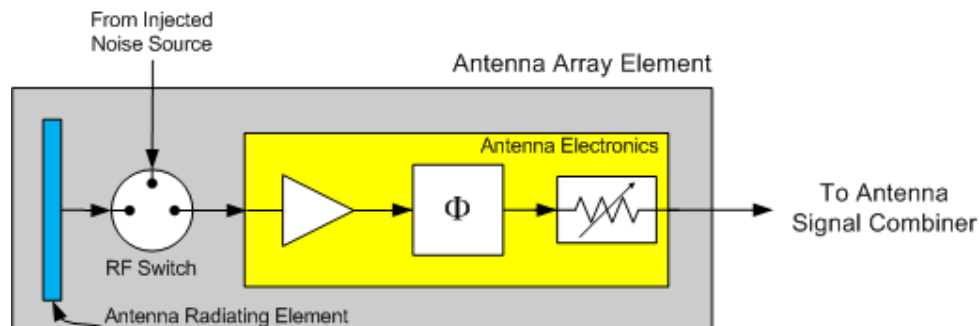 From Injected
Noise Source
Antenna Array Element
Antenna Electronics
Φ
To Antenna
Signal Combiner
RF Switch
Antenna Radiating Element